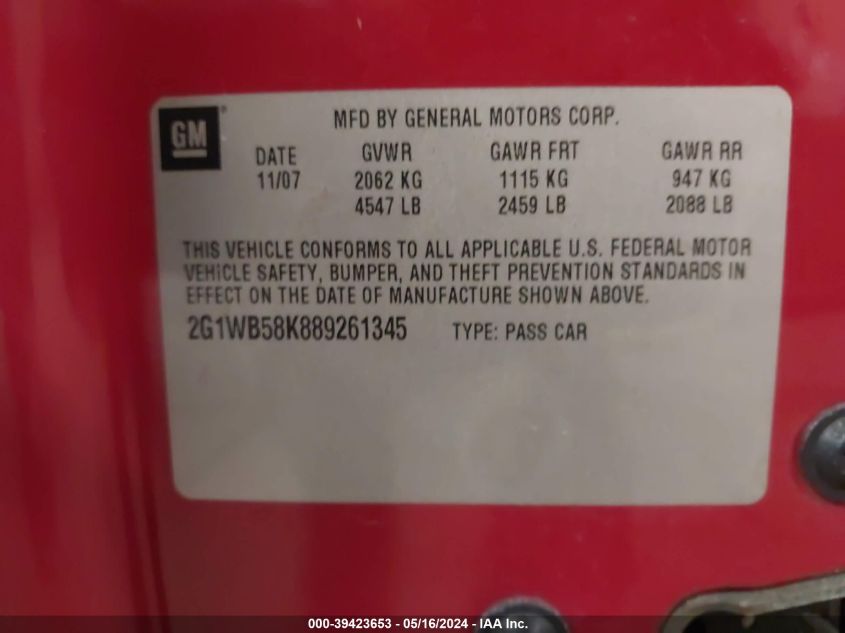 GM®
MFD BY GENERAL MOTORS CORP.
DATE GVWR GAWR FRT GAWR RR
11/07 2062 KG 1115 KG 947 KG
4547 LB 2459 LB 2088 LB
THIS VEHICLE CONFORMS TO ALL APPLICABLE U.S. FEDERAL MOTOR
VEHICLE SAFETY, BUMPER, AND THEFT PREVENTION STANDARDS IN
EFFECT ON THE DATE OF MANUFACTURE SHOWN ABOVE.
2G1WB58K889261345 TYPE: PASS CAR
000-39423653 - 05/16/2024 - IAA Inc.